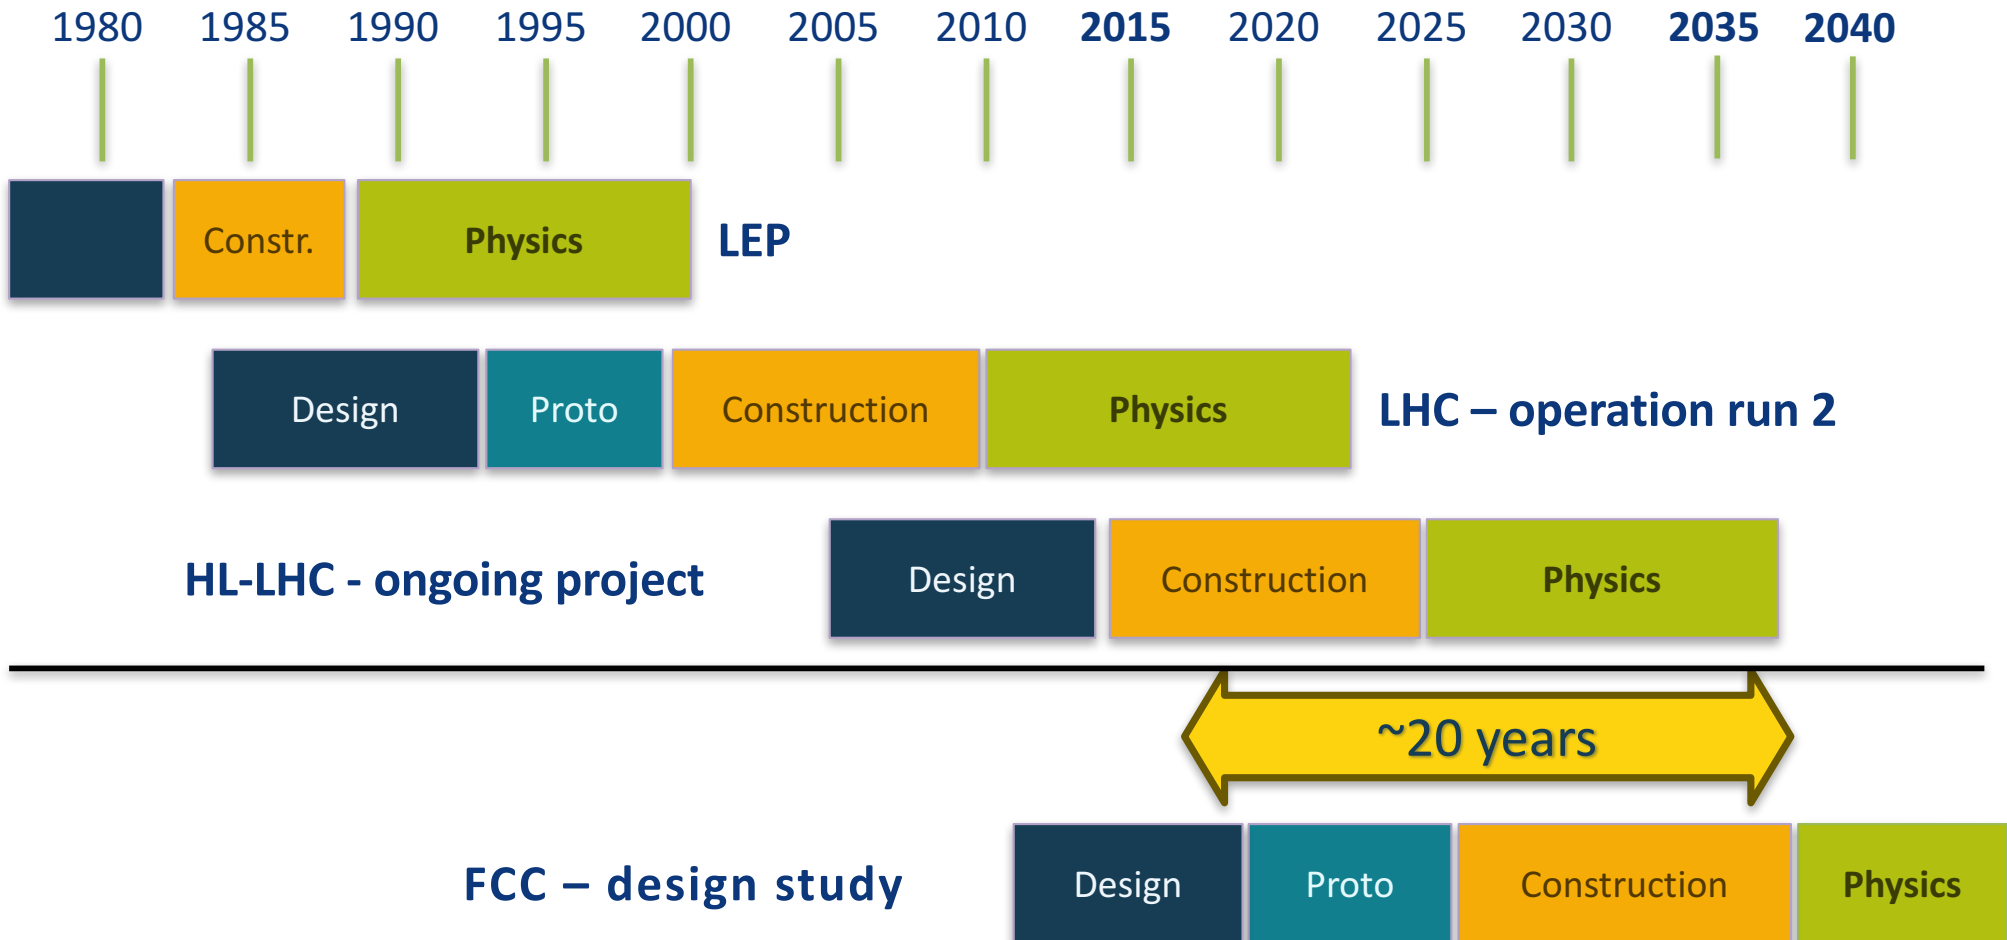 1980 1985 1990 1995 2000 2005 2010 2015 2020 2025 2030 2035 2040
Constr. Physics LEP
Design Proto Construction Physics LHC – operation run 2
HL-LHC - ongoing project Design Construction Physics
~20 years
FCC – design study Design Proto Construction Physics